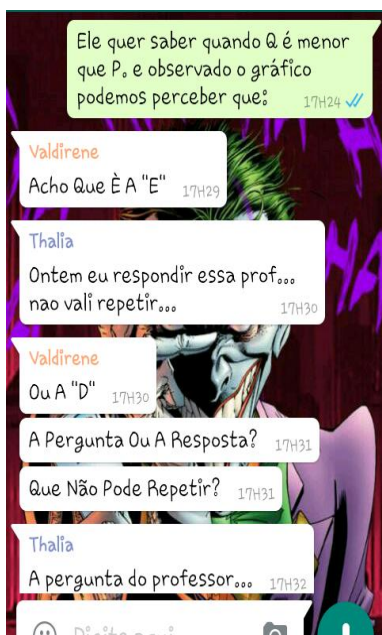 Ele quer saber quando Q é menor
que P. e observado o gráfico
podemos perceber que:
17H24
Valdirene
Acho Que È A "E"
17H29
Thalia
Ontem eu respondir essa prof...
nao vali repetir...
17H30
Valdirene
Ou A "D"
17H30
A Pergunta Ou A Resposta?
17H31
Que Não Pode Repetir?
17H31
Thalia
A pergunta do professor...
17H32